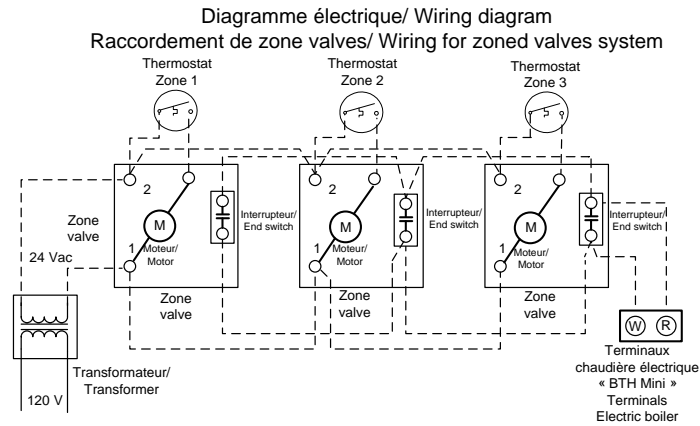 Diagramme électrique/ Wiring diagram
Raccordement de zone valves/ Wiring for zoned valves system
Thermostat
Zone 1
Thermostat
Zone 2
Thermostat
Zone 3
2
M
1
Moteur/
Motor
Interrupteur/
End switch
2
M
1
Moteur/
Motor
Interrupteur/
End switch
2
M
1
Moteur/
Motor
Interrupteur/
End switch
Zone
valve
24 Vac
Zone
valve
Zone
valve
Zone
valve
W
R
Transformateur/
Transformer
120 V
Terminaux
chaudière électrique
« BTH Mini »
Terminals
Electric boiler